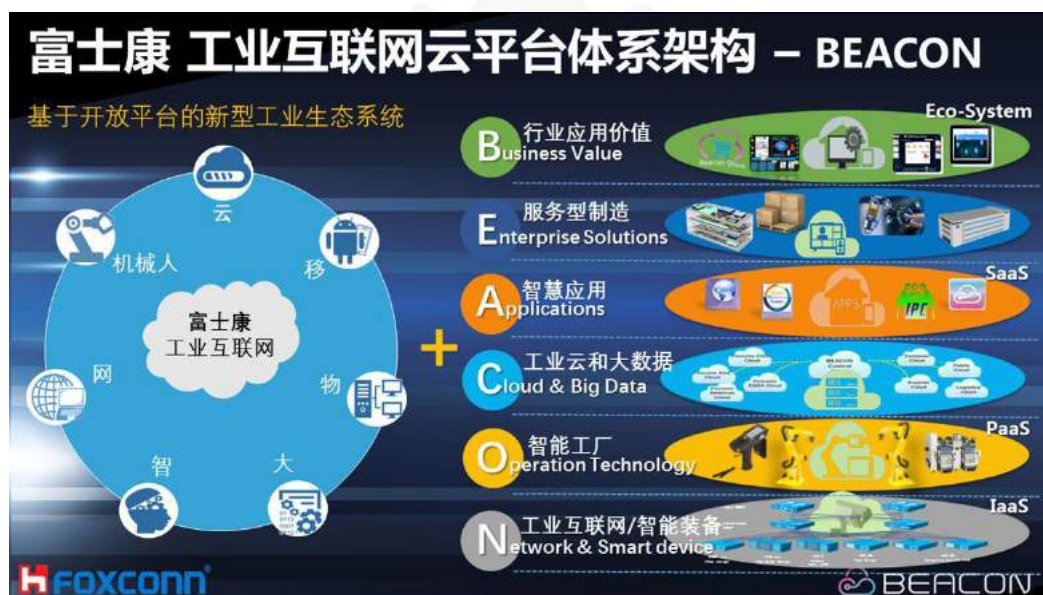 富士康 工业互联网云平台体系架构 – BEACON
基于开放平台的新型工业生态系统
云
移
物
大
智
网
机械人
富士康
工业互联网
+
Eco-System
B 行业应用价值
Business Value
E 服务型制造
Enterprise Solutions
SaaS
A 智慧应用
Applications
APPS
IPC
C 工业云和大数据
Cloud & Big Data
BEACON
PaaS
O 智能工厂
Operation Technology
IaaS
N 工业互联网/智能装备
Network & Smart device
FOXCONN
BEACON